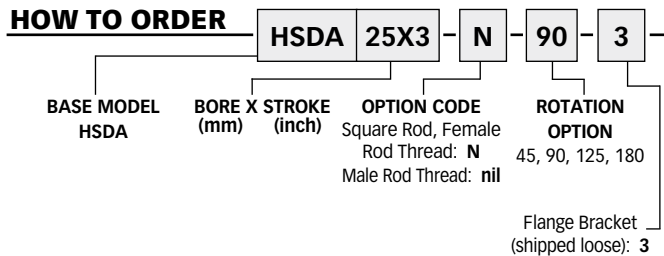 HOW TO ORDER
HSDA 25X3 - N - 90 - 3 -
BASE MODEL
HSDA
BORE X STROKE
(mm) (inch)
OPTION CODE
Square Rod, Female
Rod Thread: N
Male Rod Thread: nil
ROTATION
OPTION
45, 90, 125, 180
Flange Bracket
(shipped loose): 3